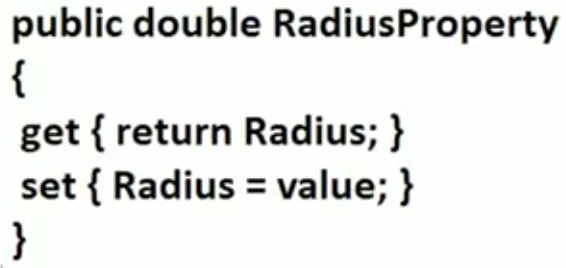 public double RadiusProperty
{
get { return Radius; }
set { Radius = value; }
}